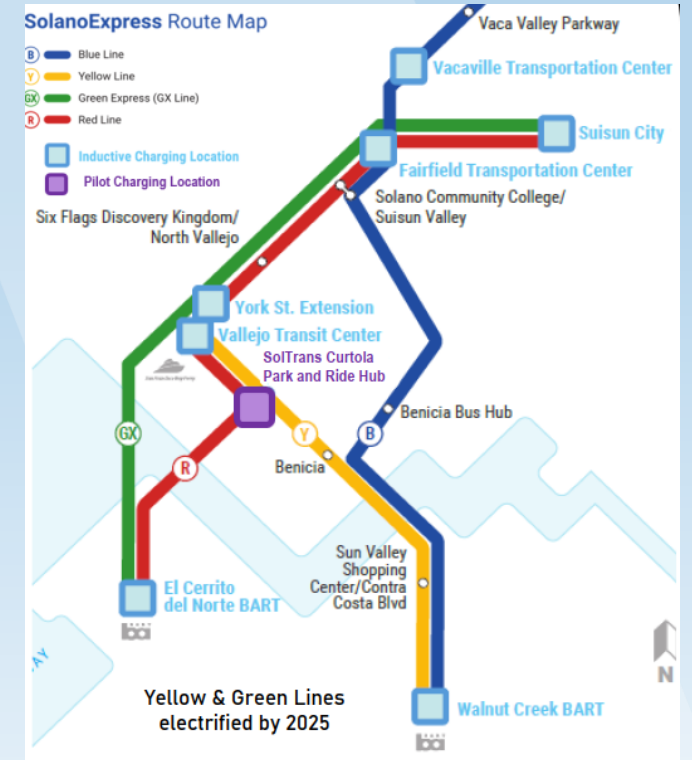 SolanoExpress Route Map
B Blue Line
Y Yellow Line
GX Green Express (GX Line)
R Red Line
Inductive Charging Location
Pilot Charging Location
Vaca Valley Parkway
Vacaville Transportation Center
Suisun City
Fairfield Transportation Center
Solano Community College/
Suisun Valley
Six Flags Discovery Kingdom/
North Vallejo
York St. Extension
Vallejo Transit Center
SolTrans Curtola
Park and Ride Hub
Benicia Bus Hub
GX
Y
B
R
Benicia
Sun Valley
Shopping
Center/Contra
Costa Blvd
El Cerrito
del Norte BART
ba
AY
N
Yellow & Green Lines
electrified by 2025
Walnut Creek BART
ba